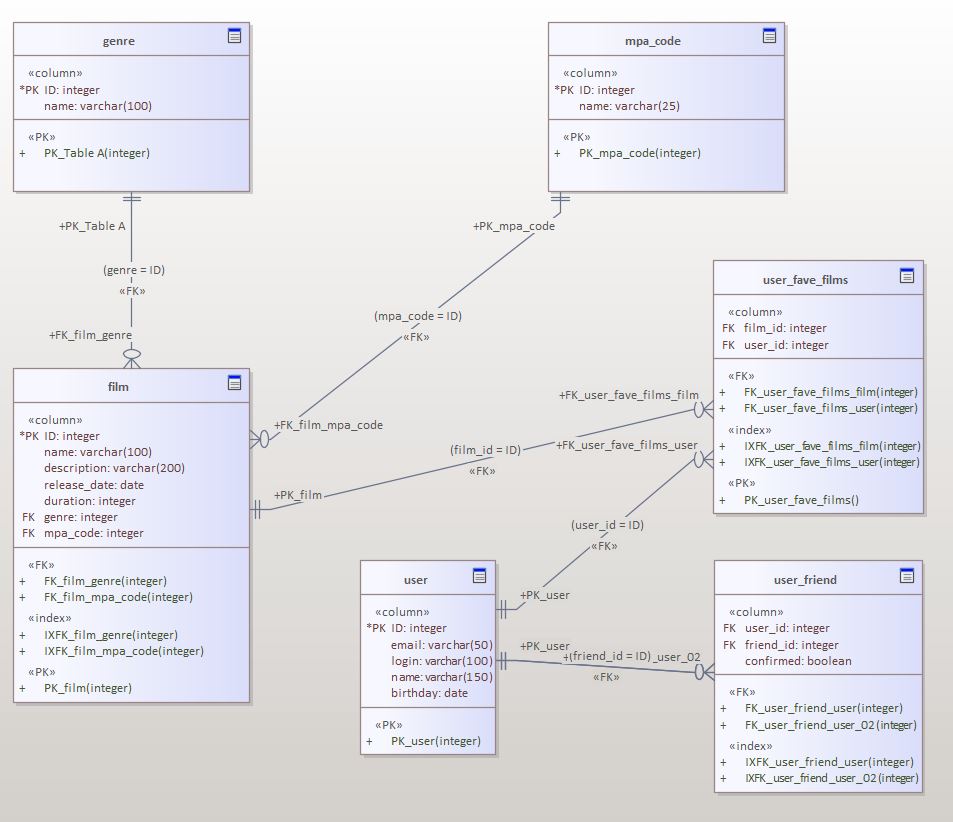 genre
«column»
*PK ID: integer
name: varchar(100)
«PK»
+ PK_Table A(integer)
mpa_code
«column»
*PK ID: integer
name: varchar(25)
«PK»
+ PK_mpa_code(integer)
+PK_Table A
(genre = ID)
«FK»
+FK_film_genre
+PK_mpa_code
(mpa_code = ID)
«FK»
+FK_film_mpa_code
film
«column»
*PK ID: integer
name: varchar(100)
description: varchar(200)
release_date: date
duration: integer
FK genre: integer
FK mpa_code: integer
«FK»
+ FK_film_genre(integer)
+ FK_film_mpa_code(integer)
«index»
+ IXFK_film_genre(integer)
+ IXFK_film_mpa_code(integer)
«PK»
+ PK_film(integer)
user_fave_films
«column»
FK film_id: integer
FK user_id: integer
«FK»
+ FK_user_fave_films_film(integer)
+ FK_user_fave_films_user(integer)
«index»
+ IXFK_user_fave_films_film(integer)
+ IXFK_user_fave_films_user(integer)
«PK»
+ PK_user_fave_films()
+FK_user_fave_films_film
(film_id = ID)
«FK»
+PK_film
+FK_user_fave_films_user
(user_id = ID)
«FK»
+PK_user
user
«column»
*PK ID: integer
email: varchar(50)
login: varchar(100)
name: varchar(150)
birthday: date
«PK»
+ PK_user(integer)
+PK_user
+(friend_id = ID)_user_02
«FK»
user_friend
«column»
FK user_id: integer
FK friend_id: integer
confirmed: boolean
«FK»
+ FK_user_friend_user(integer)
+ FK_user_friend_user_02(integer)
«index»
+ IXFK_user_friend_user(integer)
+ IXFK_user_friend_user_02(integer)